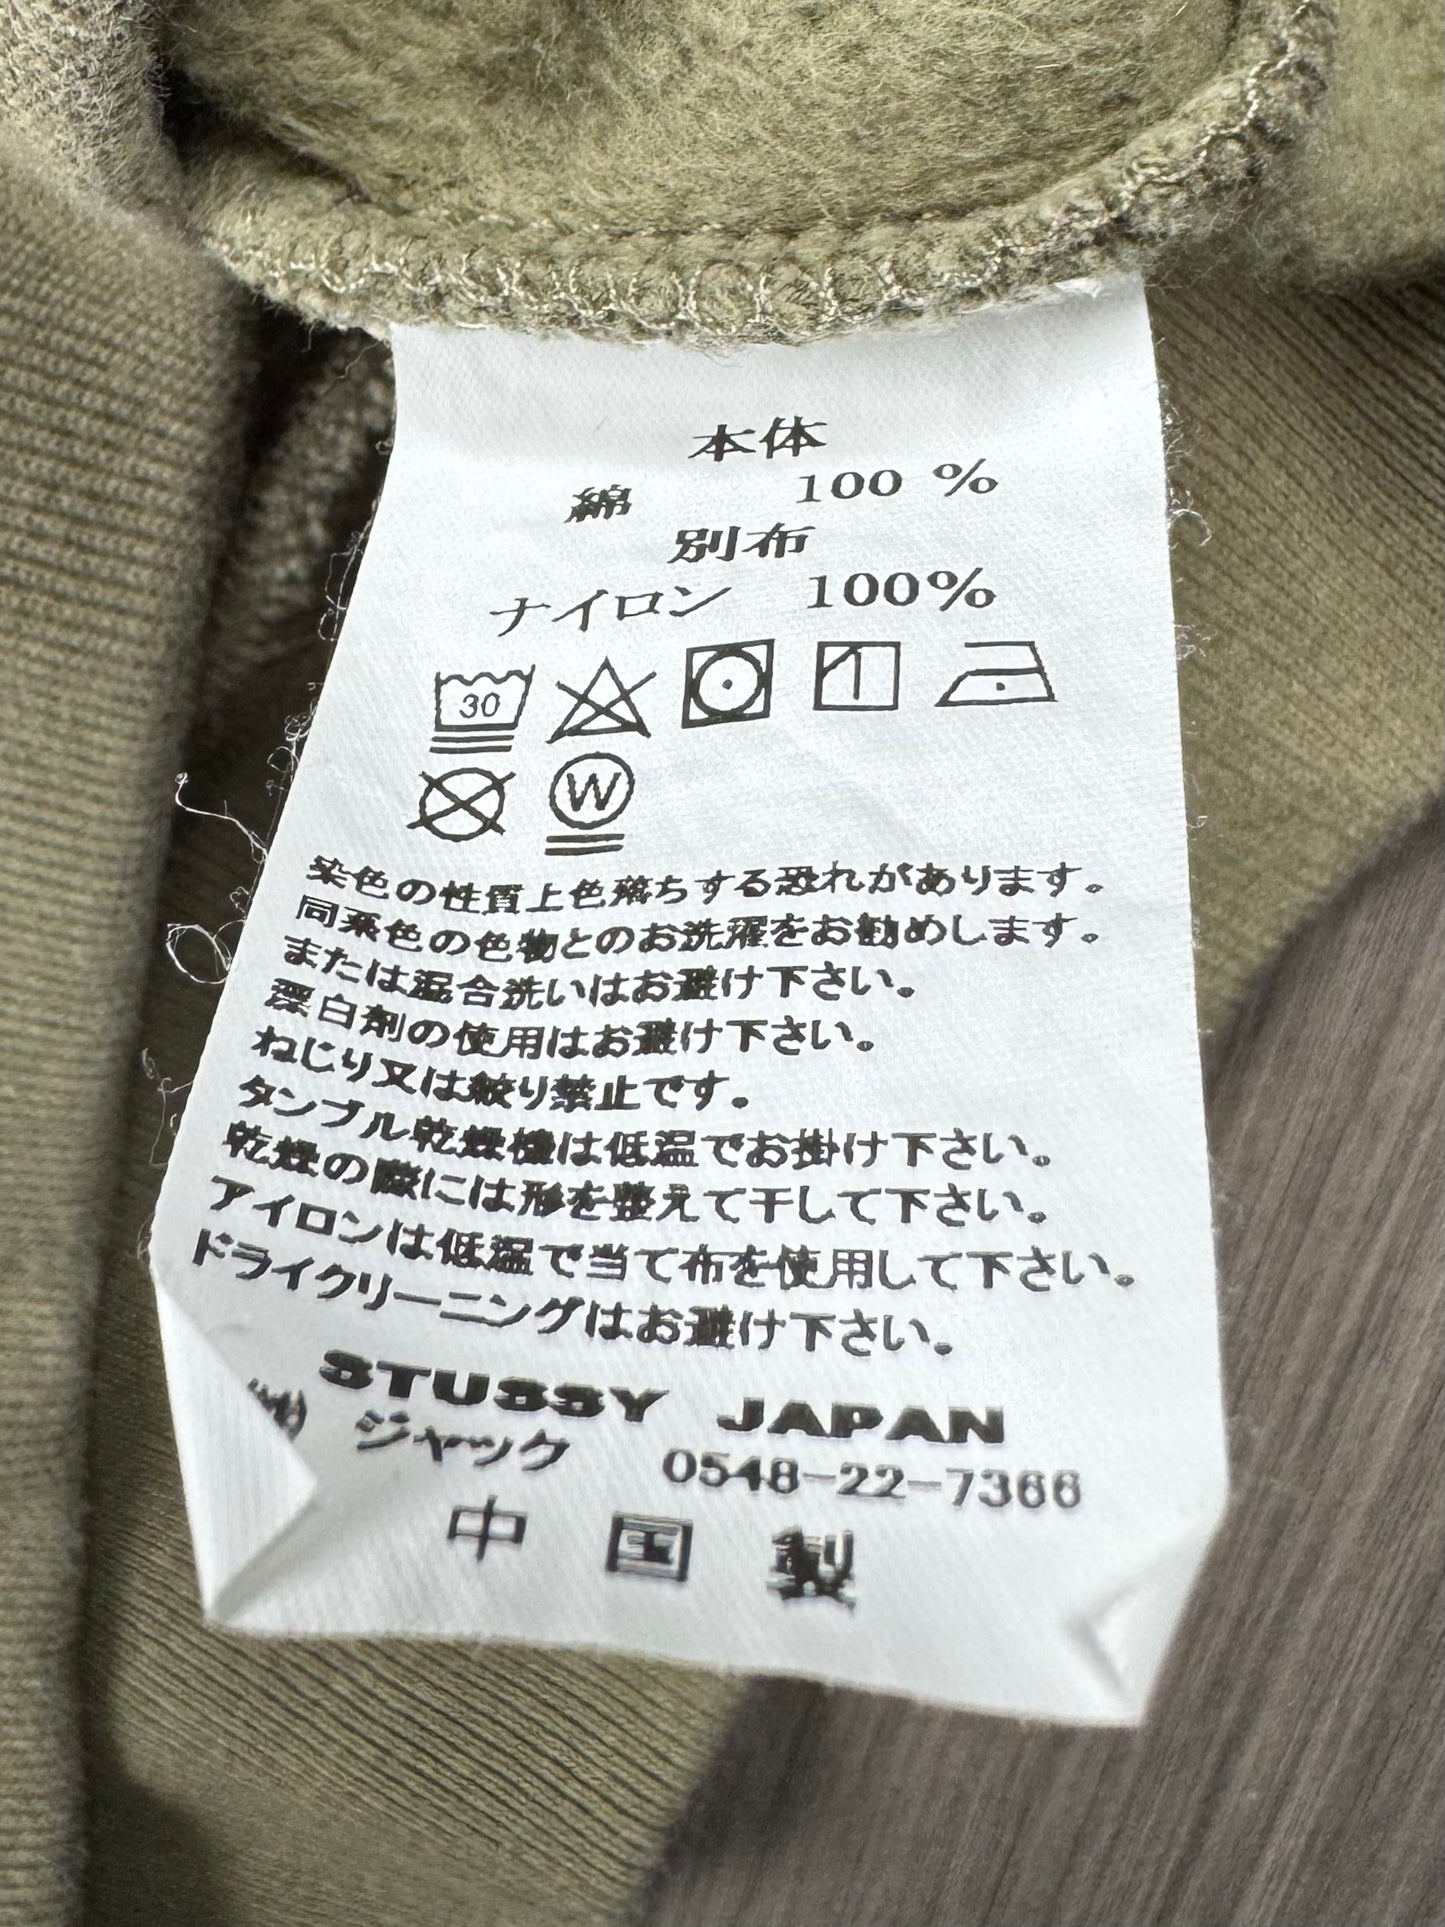 本体
綿 100 %
別布
ナイロン 100%
30
W
染色の性質上色落ちする恐れがあります。
同系色の色物とのお洗濯をお勧めします。
または混合洗いはお避け下さい。
漂白剤の使用はお避け下さい。
ねじり又は絞り禁止です。
タンブル乾燥機は低温でお掛け下さい。
乾燥の際には形を整えて干して下さい。
アイロンは低温で当て布を使用して下さい。
ドライクリーニングはお避け下さい。
STUSSY JAPAN
ジャック 0548-22-7366
中国製